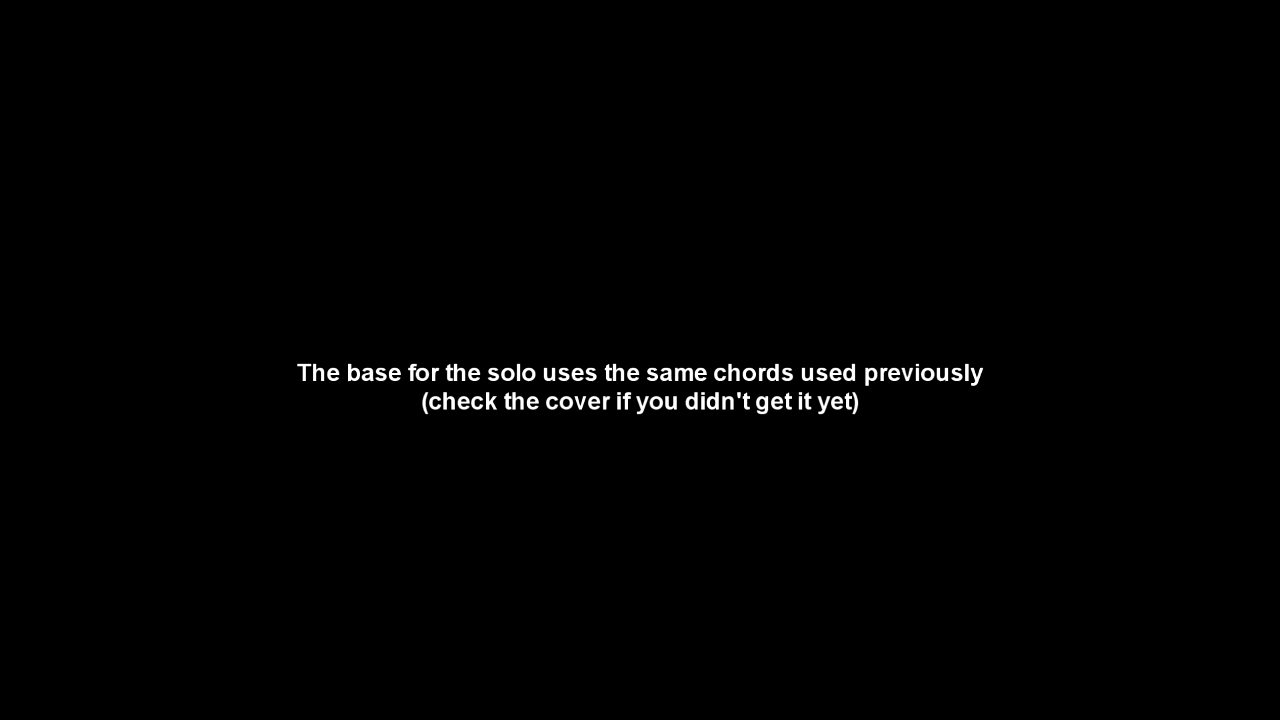 The base for the solo uses the same chords used previously
(check the cover if you didn't get it yet)